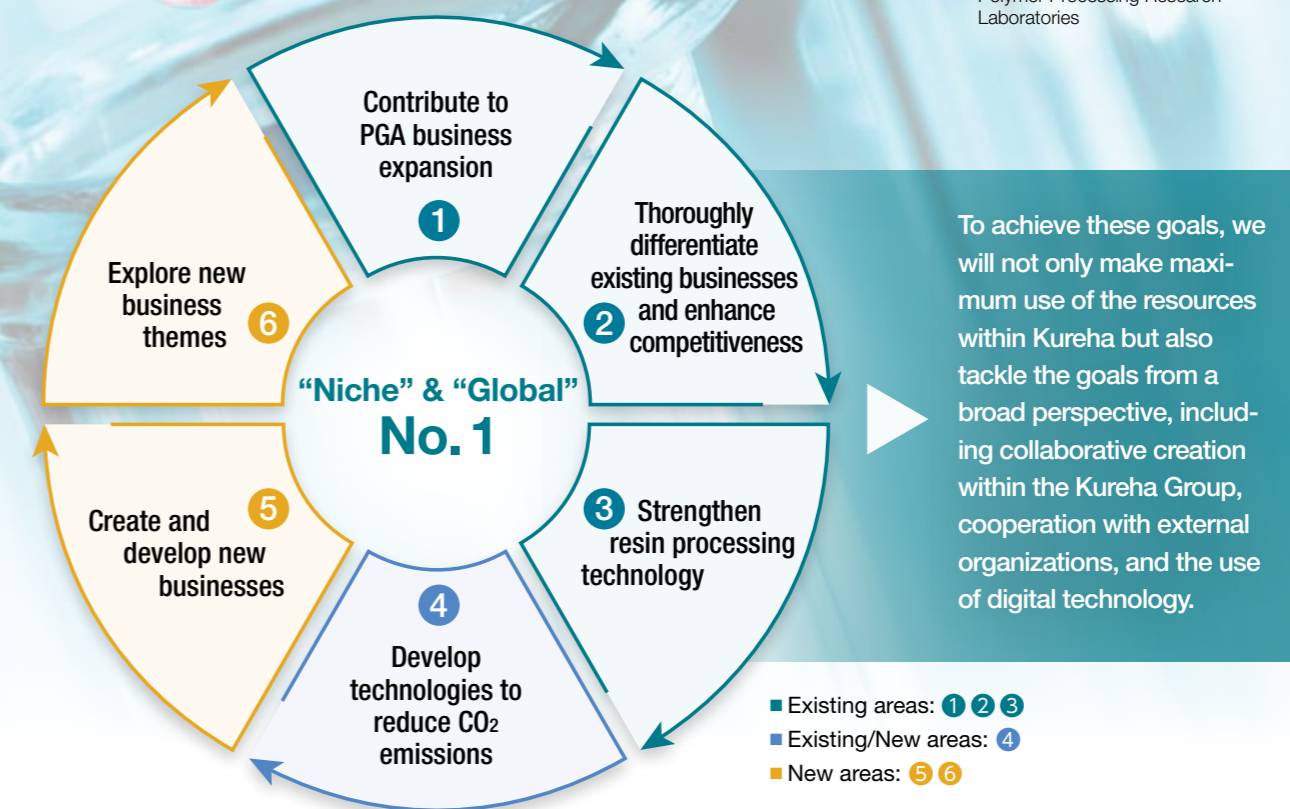 Laboratories
Contribute to
PGA business
expansion
1
Thoroughly
differentiate
existing businesses
and enhance
competitiveness
2
3 Strengthen
resin processing
technology
4
Develop
technologies to
reduce CO₂
emissions
5
Create and
develop new
businesses
Explore new
business
themes
6
“Niche” & “Global”
No. 1
To achieve these goals, we
will not only make maxi-
mum use of the resources
within Kureha but also
tackle the goals from a
broad perspective, includ-
ing collaborative creation
within the Kureha Group,
cooperation with external
organizations, and the use
of digital technology.
Existing areas: 1 2 3
Existing/New areas: 4
New areas: 5 6